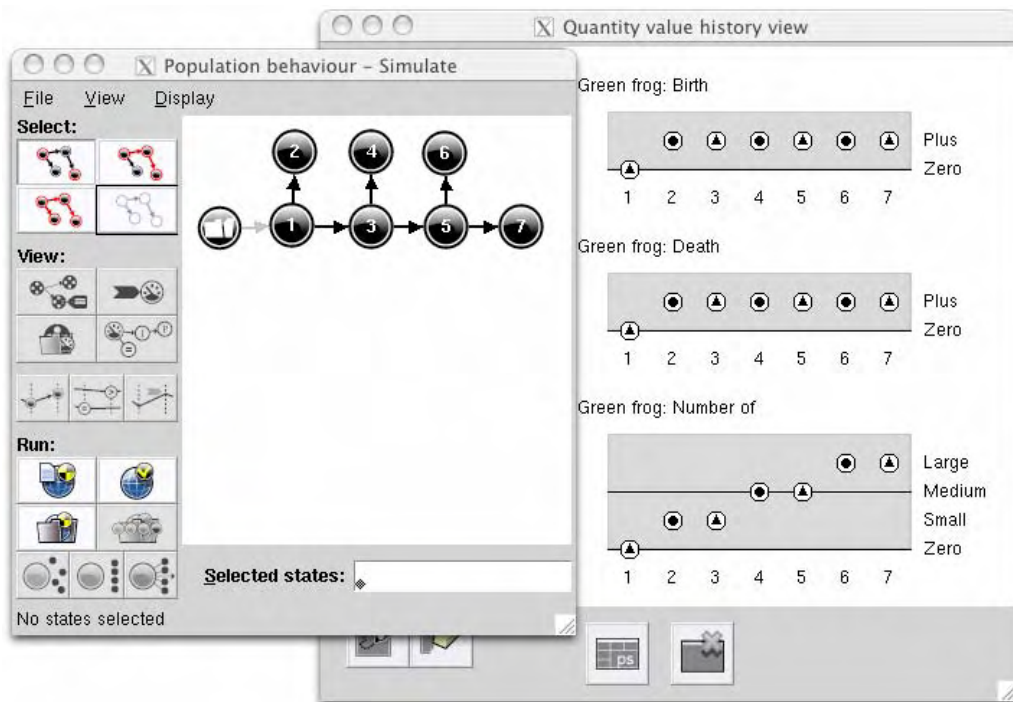 Quantity value history view
Population behaviour - Simulate
File View Display
Select:
2 4 6
1 3 5 7
View:
Run:
Selected states:
No states selected
Green frog: Birth
Plus
Zero
1 2 3 4 5 6 7
Green frog: Death
Plus
Zero
1 2 3 4 5 6 7
Green frog: Number of
Large
Medium
Small
Zero
1 2 3 4 5 6 7
ps